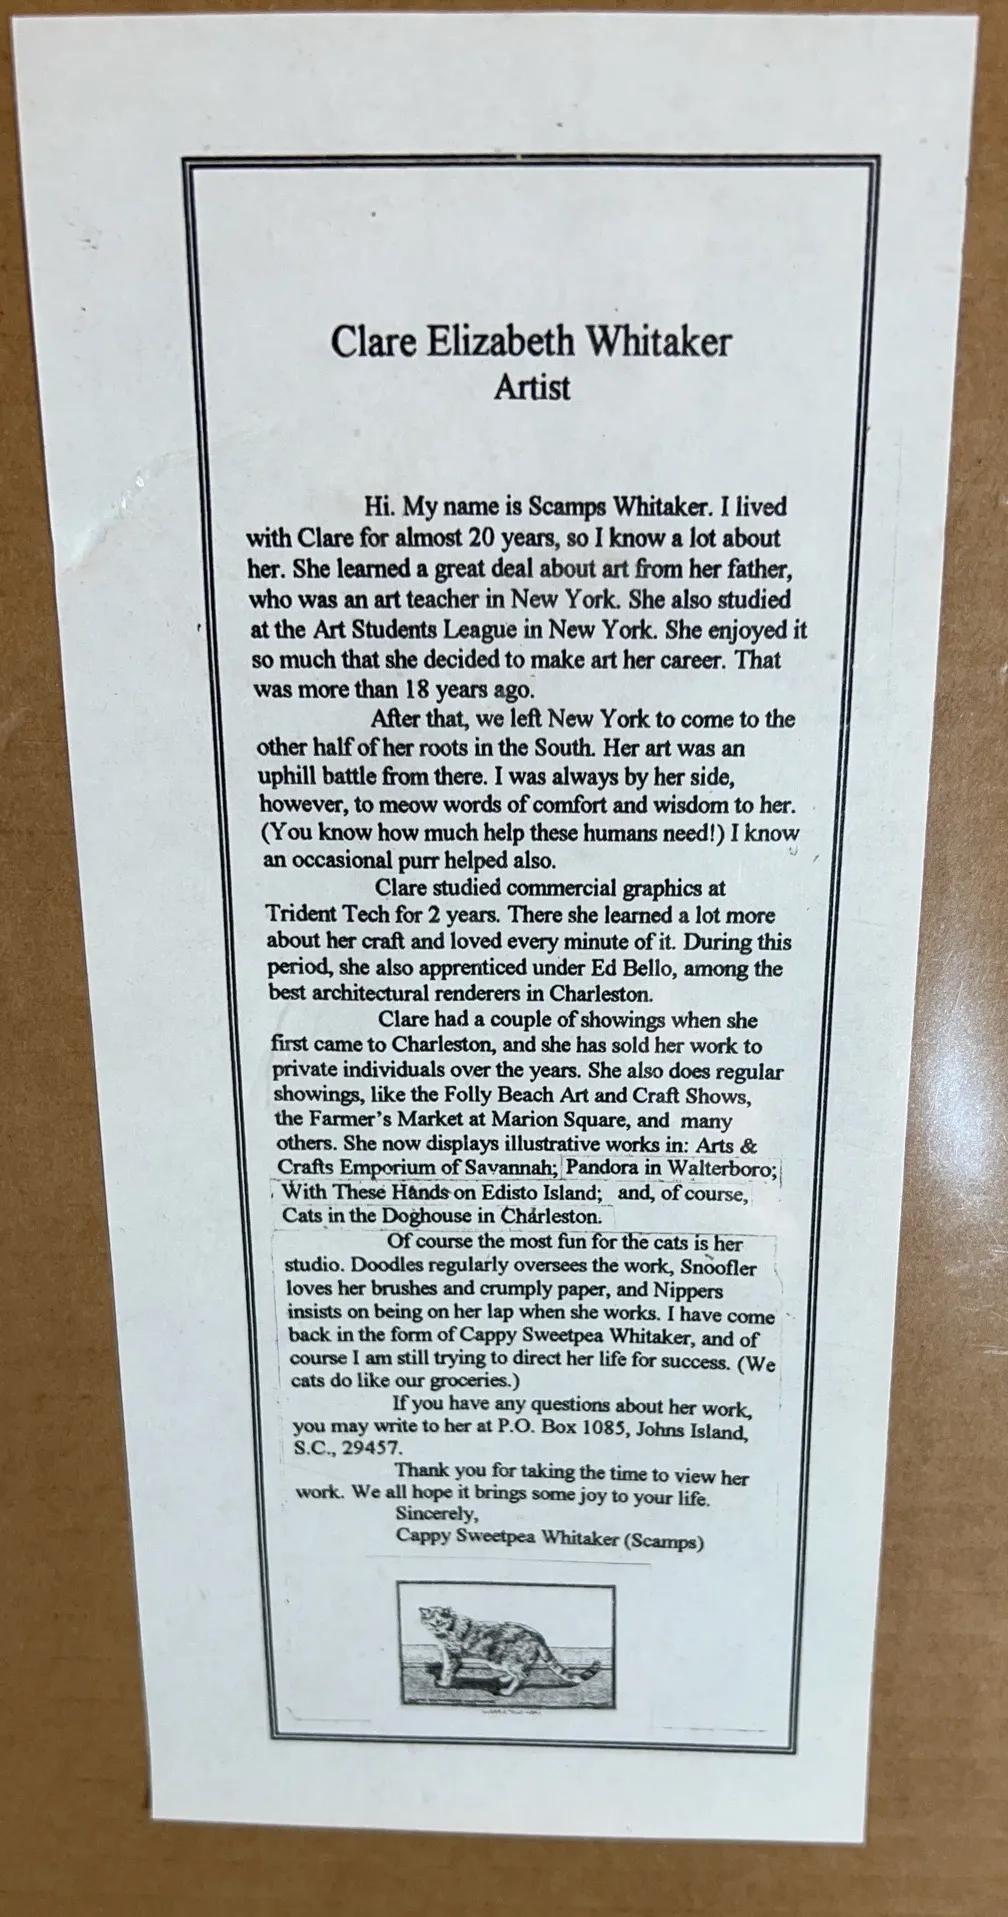 Clare Elizabeth Whitaker
Artist
Hi. My name is Scamps Whitaker. I lived
with Clare for almost 20 years, so I know a lot about
her. She learned a great deal about art from her father,
who was an art teacher in New York. She also studied
at the Art Students League in New York. She enjoyed it
so much that she decided to make art her career. That
was more than 18 years ago.
After that, we left New York to come to the
other half of her roots in the South. Her art was an
uphill battle from there. I was always by her side,
however, to meow words of comfort and wisdom to her.
(You know how much help these humans need!) I know
an occasional purr helped also.
Clare studied commercial graphics at
Trident Tech for 2 years. There she learned a lot more
about her craft and loved every minute of it. During this
period, she also apprenticed under Ed Bello, among the
best architectural renderers in Charleston.
Clare had a couple of showings when she
first came to Charleston, and she has sold her work to
private individuals over the years. She also does regular
showings, like the Folly Beach Art and Craft Shows,
the Farmer's Market at Marion Square, and many
others. She now displays illustrative works in: Arts &
Crafts Emporium of Savannah; Pandora in Walterboro;
With These Hands on Edisto Island; and, of course,
Cats in the Doghouse in Charleston.
Of course the most fun for the cats is her
studio. Doodles regularly oversees the work, Snoofler
loves her brushes and crumply paper, and Nippers
insists on being on her lap when she works. I have come
back in the form of Cappy Sweetpea Whitaker, and of
course I am still trying to direct her life for success. (We
cats do like our groceries.)
If you have any questions about her work,
you may write to her at P.O. Box 1085, Johns Island,
S.C., 29457.
Thank you for taking the time to view her
work. We all hope it brings some joy to your life.
Sincerely,
Cappy Sweetpea Whitaker (Scamps)